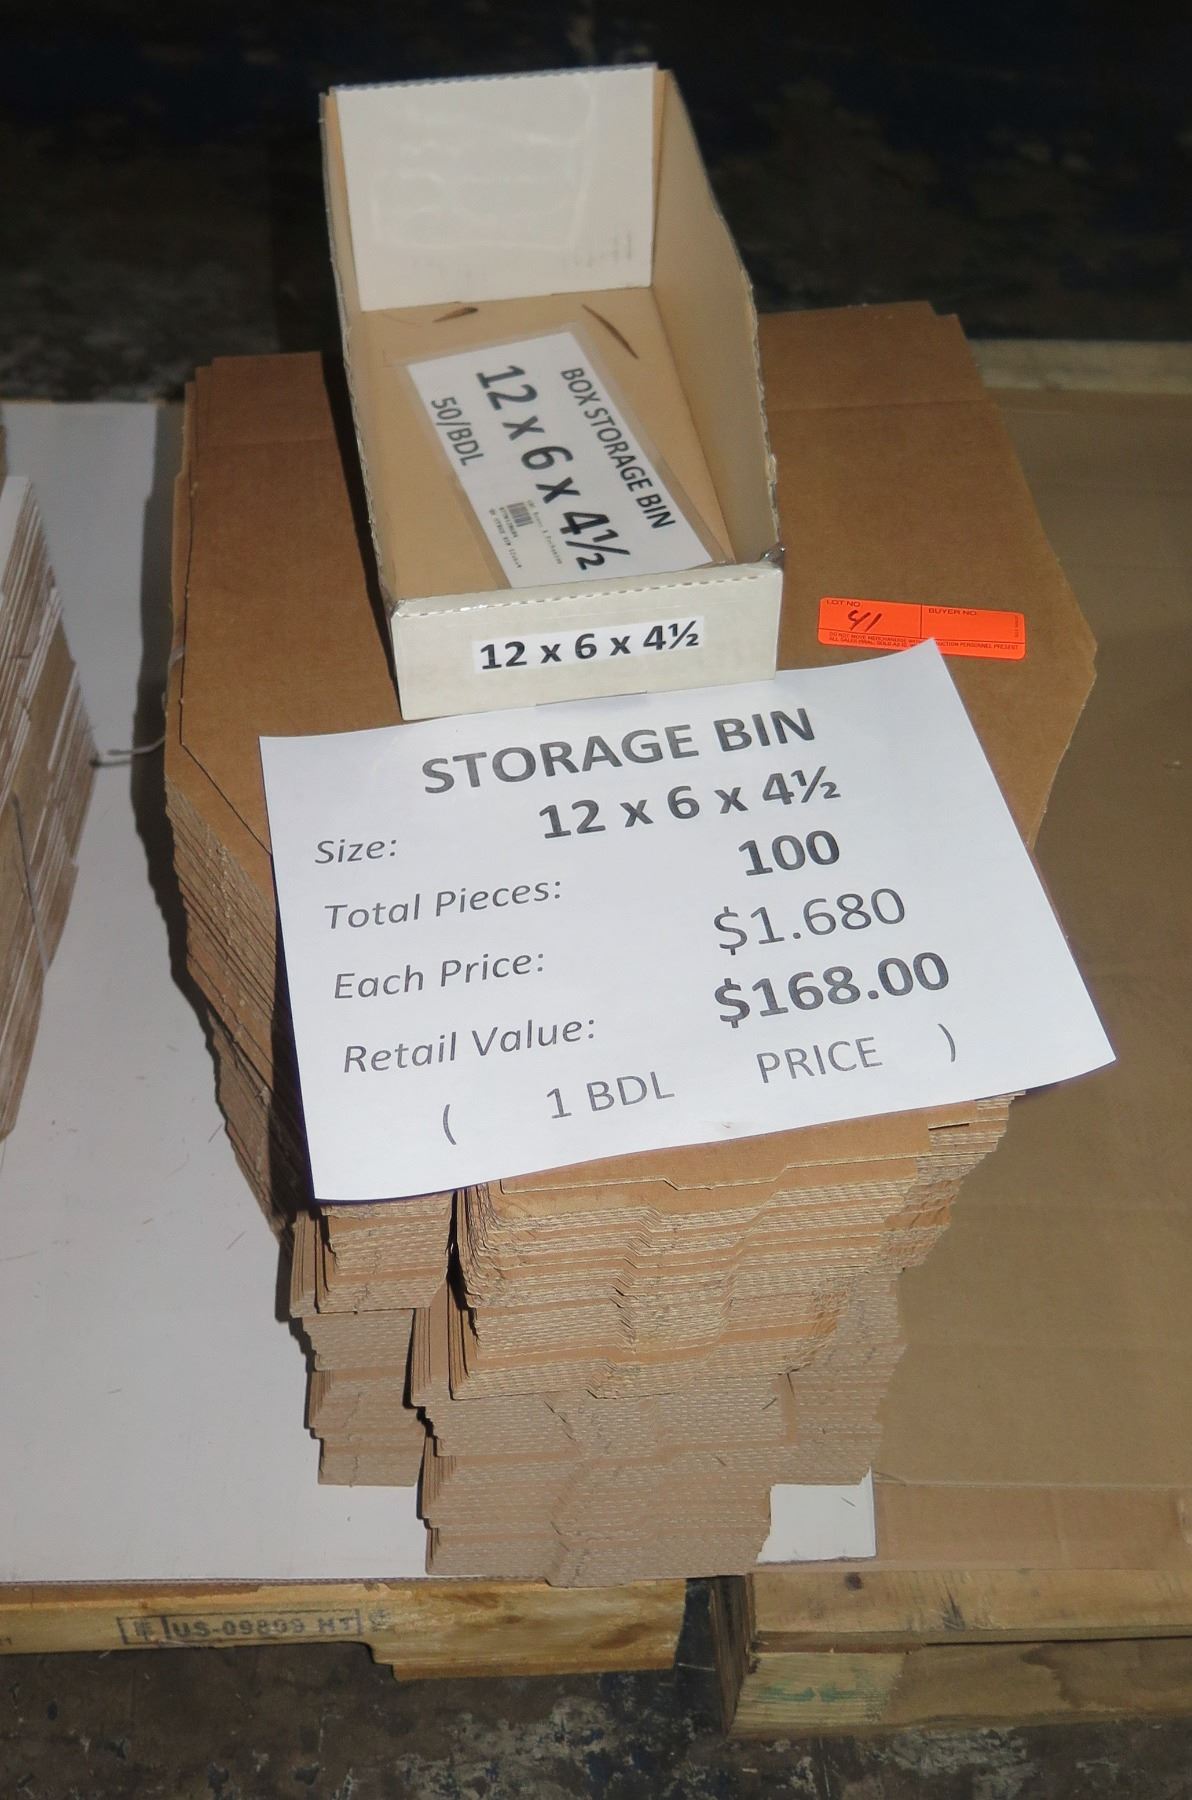 BOX STORAGE BIN
12 x 6 x 4½
50/BDL
12 x 6 x 4½
LOT NO
41
BUYER NO
STORAGE BIN
Size: 12 x 6 x 4½
Total Pieces: 100
Each Price: $1.680
Retail Value: $168.00
( 1 BDL PRICE )
US-09809 HT